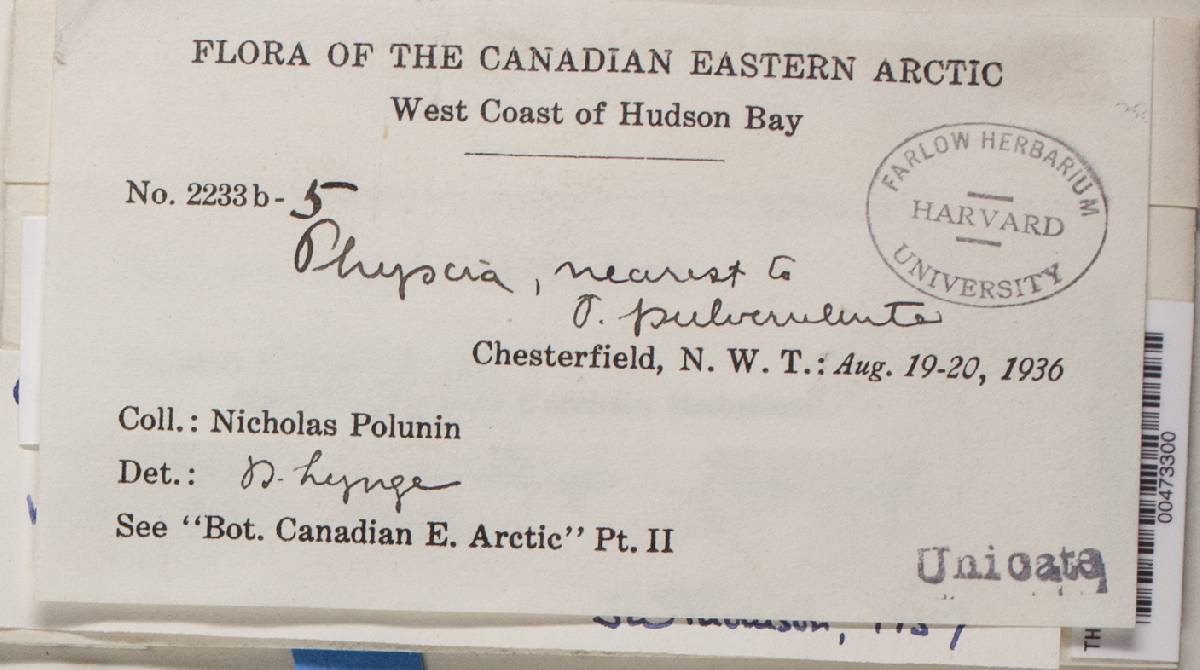 FLORA OF THE CANADIAN EASTERN ARCTIC
West Coast of Hudson Bay
FARLOW HERBARIUM
HARVARD
UNIVERSITY
No. 2233b-5
Physcia, nearest to
P. pulverulenta
Chesterfield, N. W. T.: Aug. 19-20, 1936
Coll.: Nicholas Polunin
Det.: B. Lynge
See "Bot. Canadian E. Arctic" Pt. II
Unicate
00473300
TH